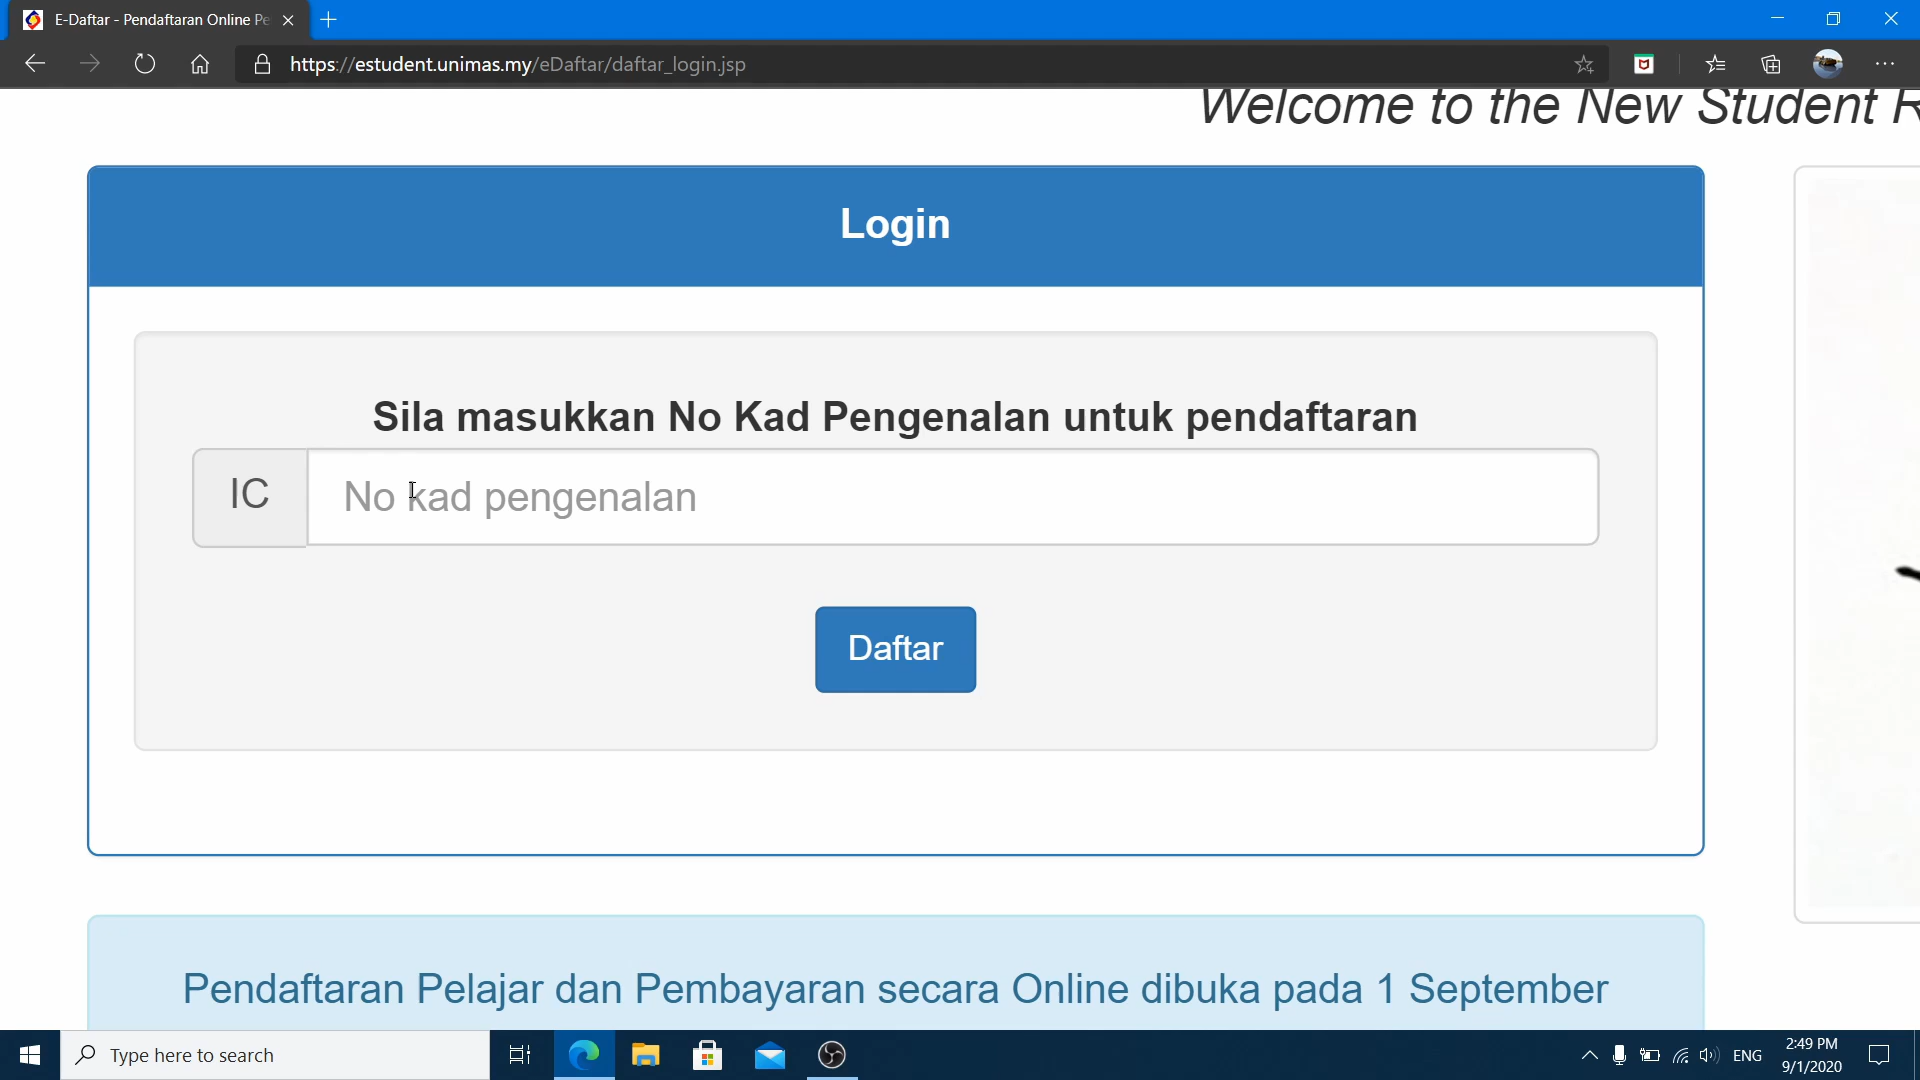 E-Daftar - Pendaftaran Online Pe
https://estudent.unimas.my/eDaftar/daftar_login.jsp
Welcome to the New Student R
Login
Sila masukkan No Kad Pengenalan untuk pendaftaran
IC
No kad pengenalan
Daftar
Pendaftaran Pelajar dan Pembayaran secara Online dibuka pada 1 September
Type here to search
ENG
2:49 PM
9/1/2020